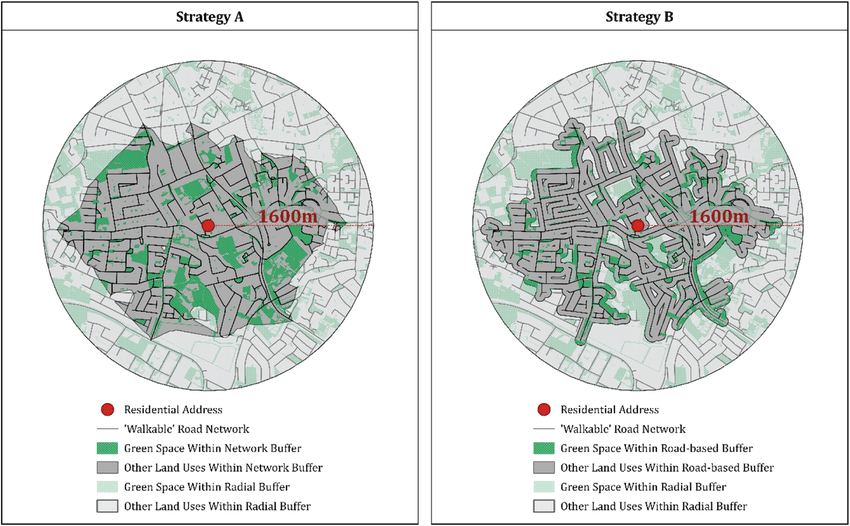 Strategy A
1600m
Residential Address
'Walkable' Road Network
Green Space Within Network Buffer
Other Land Uses Within Network Buffer
Green Space Within Radial Buffer
Other Land Uses Within Radial Buffer
Strategy B
1600m
Residential Address
'Walkable' Road Network
Green Space Within Road-based Buffer
Other Land Uses Within Road-based Buffer
Green Space Within Radial Buffer
Other Land Uses Within Radial Buffer